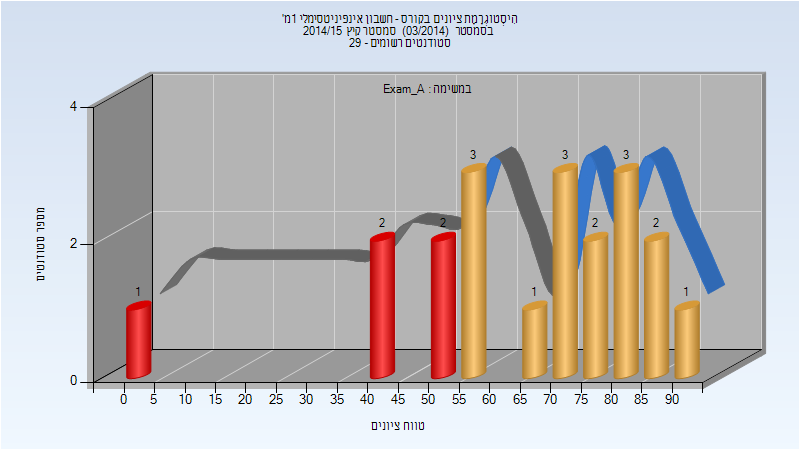 היסטוגרמת ציונים בקורס - חשבון אינפיניטסימלי 1מ'
בסמסטר (03/2014) סמסטר קיץ 2014/15
סטודנטים רשומים - 29
במשימה : Exam_A
מספר סטודנטים
4
2
0
1
2
2
3
1
3
2
3
2
1
0 5 10 15 20 25 30 35 40 45 50 55 60 65 70 75 80 85 90
טווח ציונים